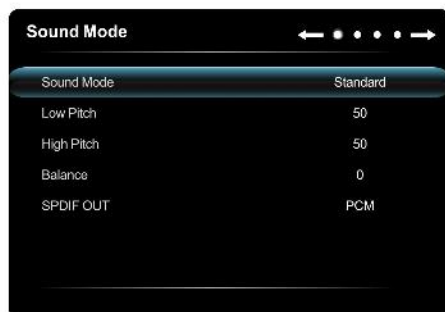 Sound Mode
Sound Mode Standard
Low Pitch 50
High Pitch 50
Balance 0
SPDIF OUT PCM